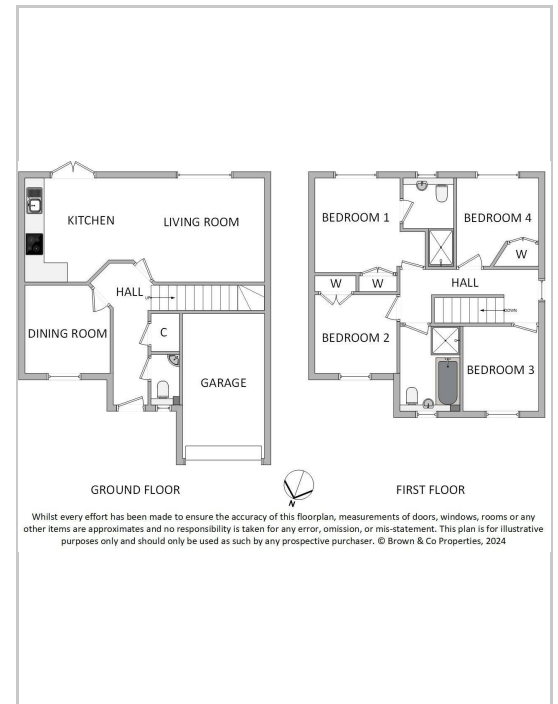 KITCHEN
LIVING ROOM
HALL
UP
DINING ROOM
C
GARAGE
GROUND FLOOR
BEDROOM 1
BEDROOM 4
W
W
W
HALL
DOWN
BEDROOM 2
BEDROOM 3
FIRST FLOOR
N
Whilst every effort has been made to ensure the accuracy of this floorplan, measurements of doors, windows, rooms or any
other items are approximates and no responsibility is taken for any error, omission, or mis-statement. This plan is for illustrative
purposes only and should only be used as such by any prospective purchaser. © Brown & Co Properties, 2024